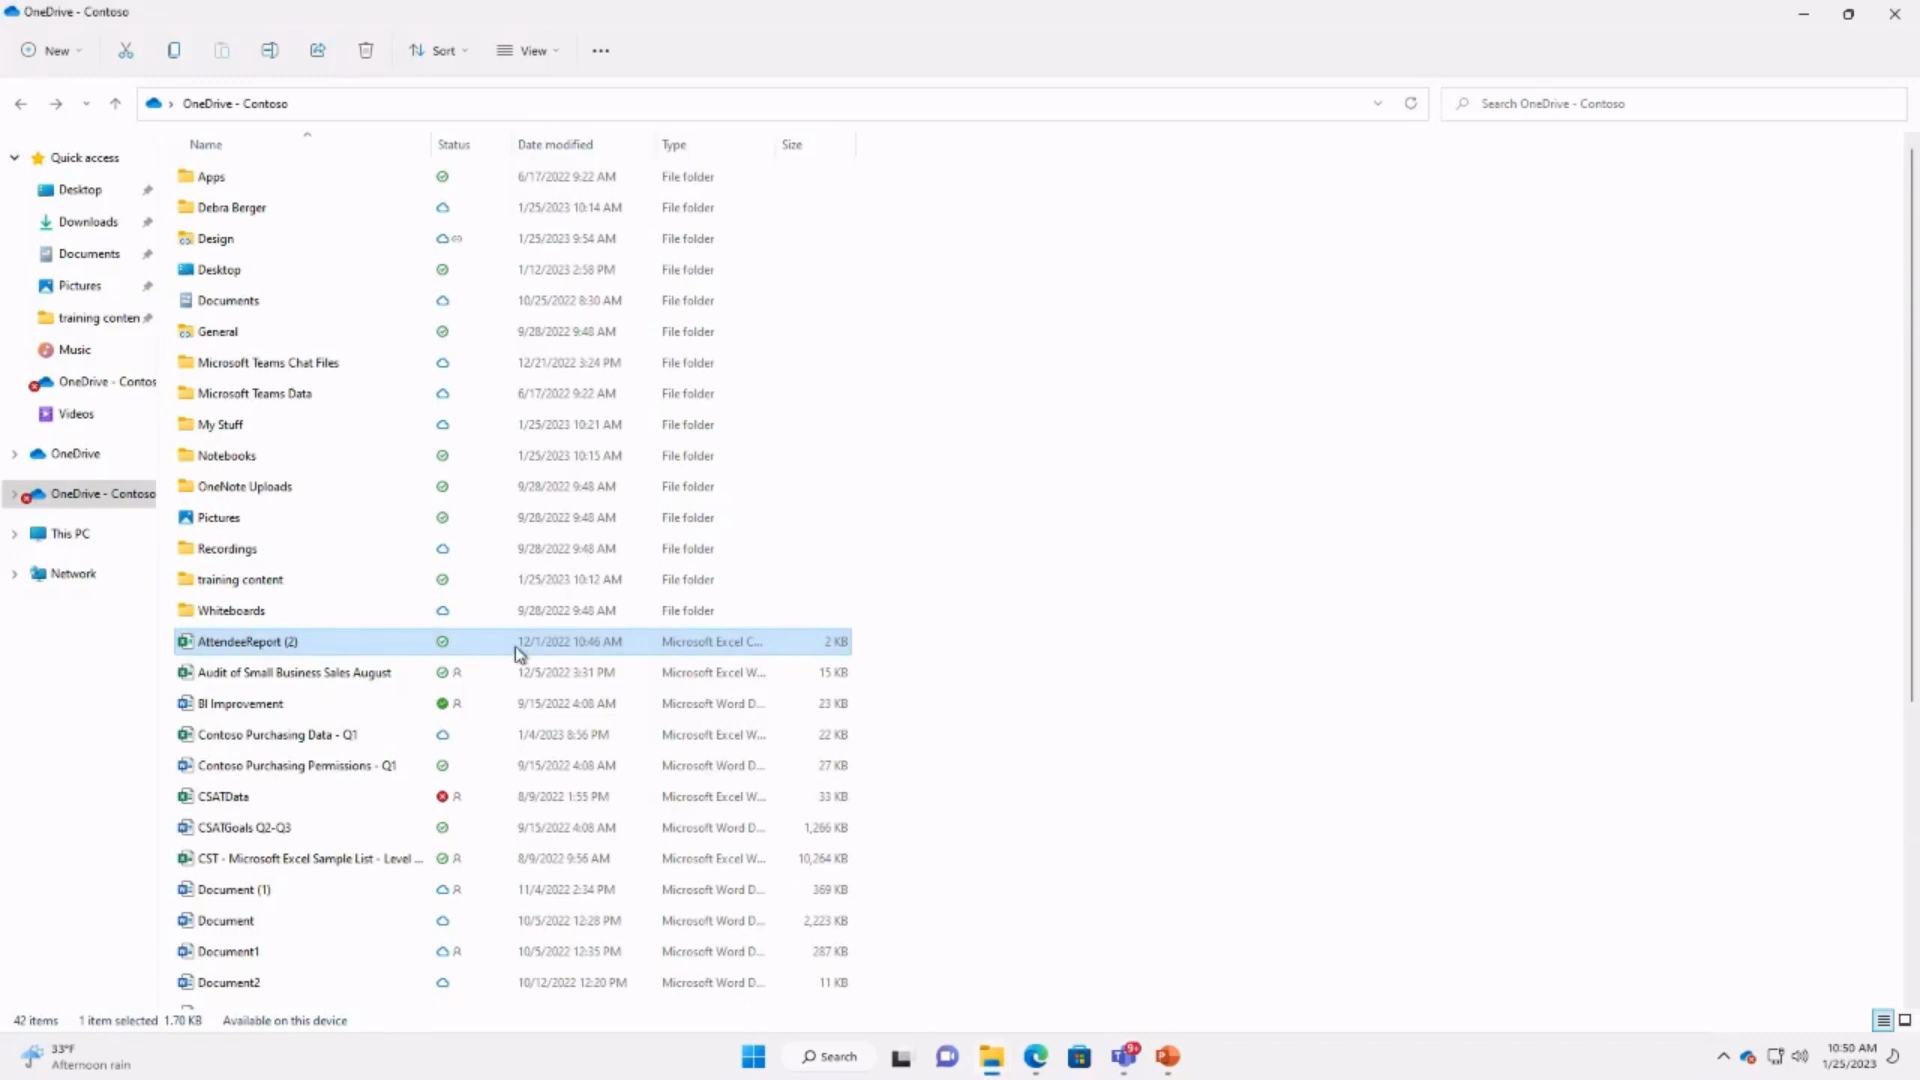 OneDrive - Contoso
New Sort View
OneDrive - Contoso Search OneDrive - Contoso
Name Status Date modified Type Size
Quick access
Desktop
Downloads
Documents
Pictures
training conten
Music
OneDrive - Contos
Videos
OneDrive
OneDrive - Contoso
This PC
Network
Apps 6/17/2022 9:22 AM File folder
Debra Berger 1/25/2023 10:14 AM File folder
Design 1/25/2023 9:54 AM File folder
Desktop 1/12/2023 2:58 PM File folder
Documents 10/25/2022 8:30 AM File folder
General 9/28/2022 9:48 AM File folder
Microsoft Teams Chat Files 12/21/2022 3:24 PM File folder
Microsoft Teams Data 6/17/2022 9:22 AM File folder
My Stuff 1/25/2023 10:21 AM File folder
Notebooks 1/25/2023 10:15 AM File folder
OneNote Uploads 9/28/2022 9:48 AM File folder
Pictures 9/28/2022 9:48 AM File folder
Recordings 9/28/2022 9:48 AM File folder
training content 1/25/2023 10:12 AM File folder
Whiteboards 9/28/2022 9:48 AM File folder
AttendeeReport (2) 12/1/2022 10:46 AM Microsoft Excel C... 2 KB
Audit of Small Business Sales August 12/5/2022 3:31 PM Microsoft Excel W... 15 KB
BI Improvement 9/15/2022 4:08 AM Microsoft Word D... 23 KB
Contoso Purchasing Data - Q1 1/4/2023 8:56 PM Microsoft Excel W... 22 KB
Contoso Purchasing Permissions - Q1 9/15/2022 4:08 AM Microsoft Word D... 27 KB
CSATData 8/9/2022 1:55 PM Microsoft Excel W... 33 KB
CSATGoals Q2-Q3 9/15/2022 4:08 AM Microsoft Word D... 1,266 KB
CST - Microsoft Excel Sample List - Level ... 8/9/2022 9:56 AM Microsoft Excel W... 10,264 KB
Document (1) 11/4/2022 2:34 PM Microsoft Word D... 369 KB
Document 10/5/2022 12:28 PM Microsoft Word D... 2,223 KB
Document1 10/5/2022 12:35 PM Microsoft Word D... 287 KB
Document2 10/12/2022 12:20 PM Microsoft Word D... 11 KB
42 items 1 item selected 1.70 KB Available on this device
33°F
Afternoon rain
Search
9+
10:50 AM
1/25/2023